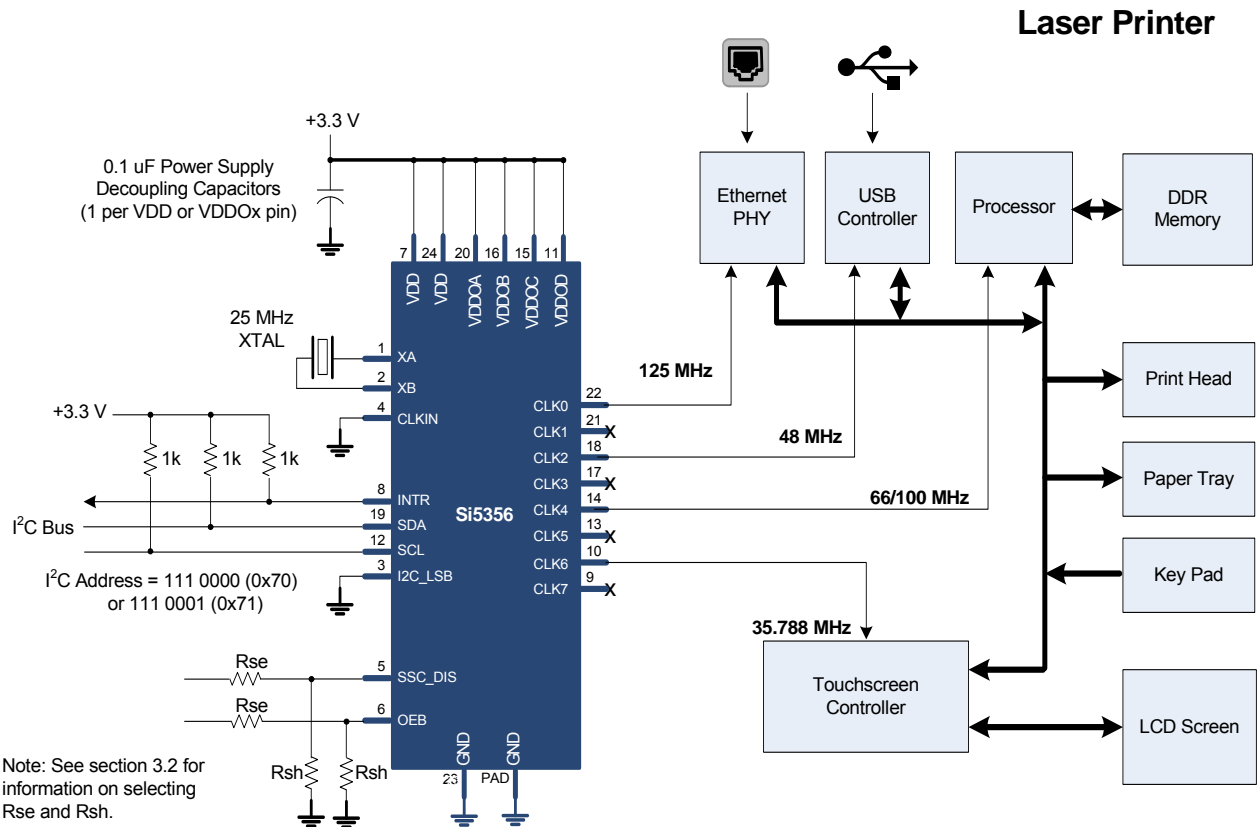 Laser Printer
+3.3 V
0.1 uF Power Supply
Decoupling Capacitors
(1 per VDD or VDDOx pin)
7
24
20
16
15
11
VDD
VDD
VDDOA
VDDOB
VDDOC
VDDOD
Ethernet
PHY
USB
Controller
Processor
DDR
Memory
25 MHz
XTAL
1
XA
2
XB
4
CLKIN
+3.3 V
1k
1k
1k
8
INTR
19
SDA
12
SCL
3
I2C_LSB
I²C Bus
I²C Address = 111 0000 (0x70)
or 111 0001 (0x71)
Si5356
22
CLK0
21
CLK1
X
18
CLK2
17
CLK3
X
14
CLK4
13
CLK5
X
10
CLK6
9
CLK7
X
125 MHz
48 MHz
66/100 MHz
35.788 MHz
Print Head
Paper Tray
Key Pad
Touchscreen
Controller
LCD Screen
Rse
5
SSC_DIS
Rse
6
OEB
Rsh
Rsh
GND
GND
23
PAD
Note: See section 3.2 for
information on selecting
Rse and Rsh.